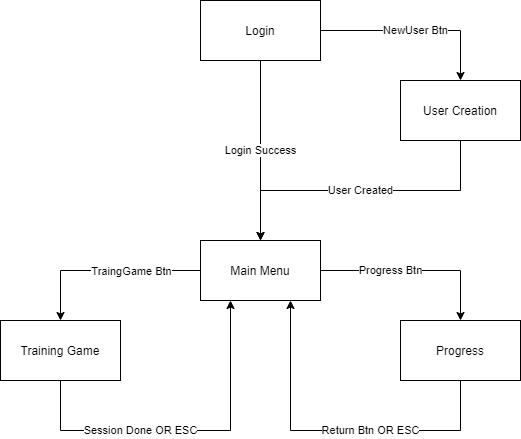 Login
NewUser Btn
User Creation
Login Success
User Created
Main Menu
TraingGame Btn
Progress Btn
Training Game
Progress
Session Done OR ESC
Return Btn OR ESC